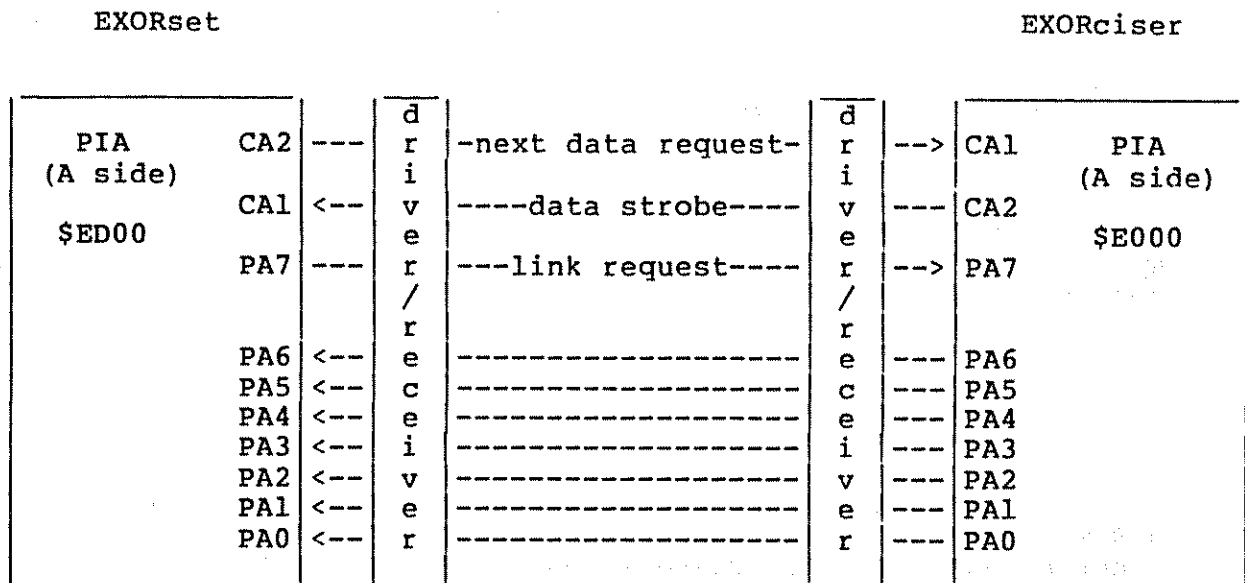 EXORset EXORciser
d d
PIA CA2 --- r -next data request- r --> CA1 PIA
(A side) i i (A side)
CA1 <-- v ----data strobe---- v --- CA2
$ED00 e e $E000
PA7 --- r ---link request---- r --> PA7
/ /
r r
PA6 <-- e ------------------- e --- PA6
PA5 <-- c ------------------- c --- PA5
PA4 <-- e ------------------- e --- PA4
PA3 <-- i ------------------- i --- PA3
PA2 <-- v ------------------- v --- PA2
PA1 <-- e ------------------- e --- PA1
PA0 <-- r ------------------- r --- PA0